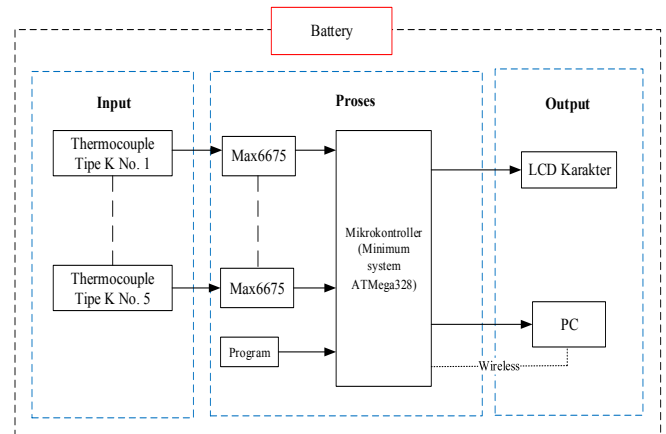 Battery
Input
Proses
Output
Thermocouple
Tipe K No. 1
Max6675
LCD Karakter
Mikrokontroller
(Minimum
system
ATMega328)
Thermocouple
Tipe K No. 5
Max6675
PC
Program
Wireless